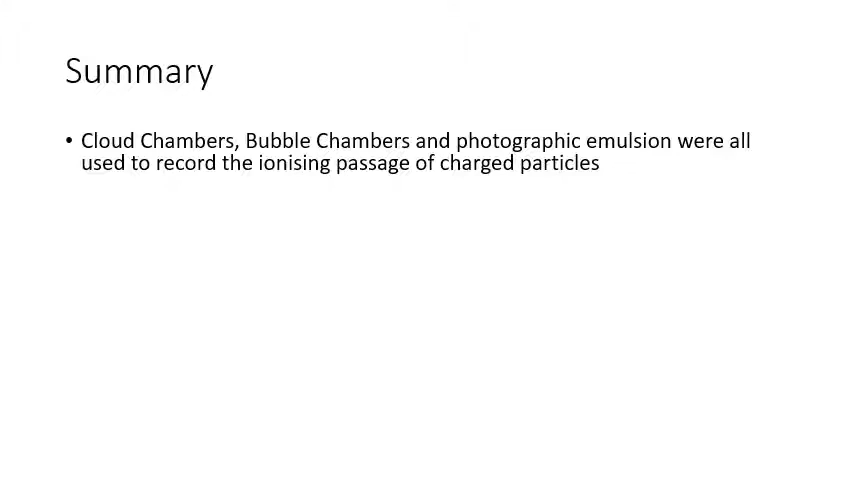 Summary
• Cloud Chambers, Bubble Chambers and photographic emulsion were all
used to record the ionising passage of charged particles